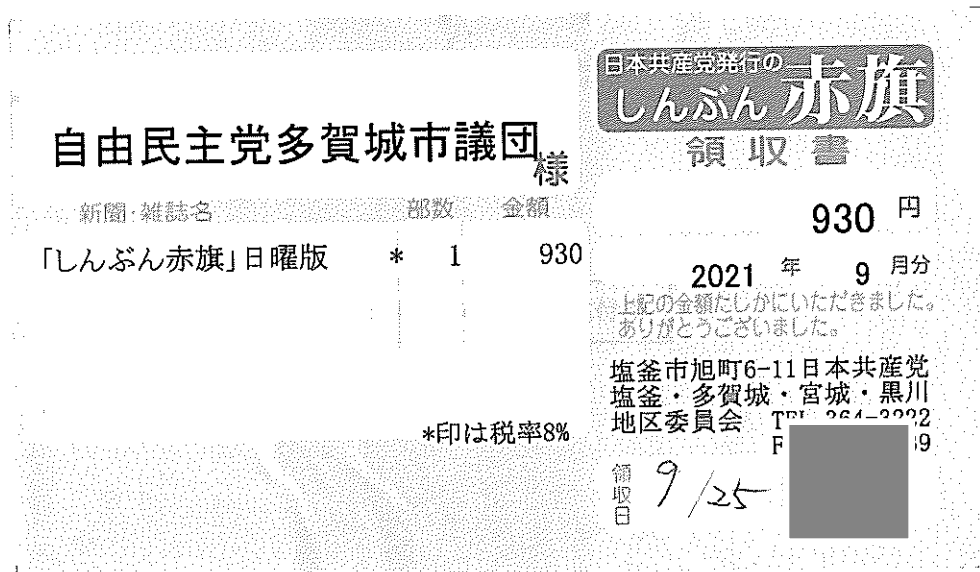 自由民主党多賀城市議団様
新聞・雑誌名 部数 金額
「しんぶん赤旗」日曜版 * 1 930
*印は税率8%
日本共産党発行の
しんぶん赤旗
領収書
930 円
2021 年 9 月分
上記の金額たしかにいただきました。
ありがとうございました。
塩釜市旭町6-11日本共産党
塩釜・多賀城・宮城・黒川
地区委員会 TEL 364-3222
F 39
領収日 9/25